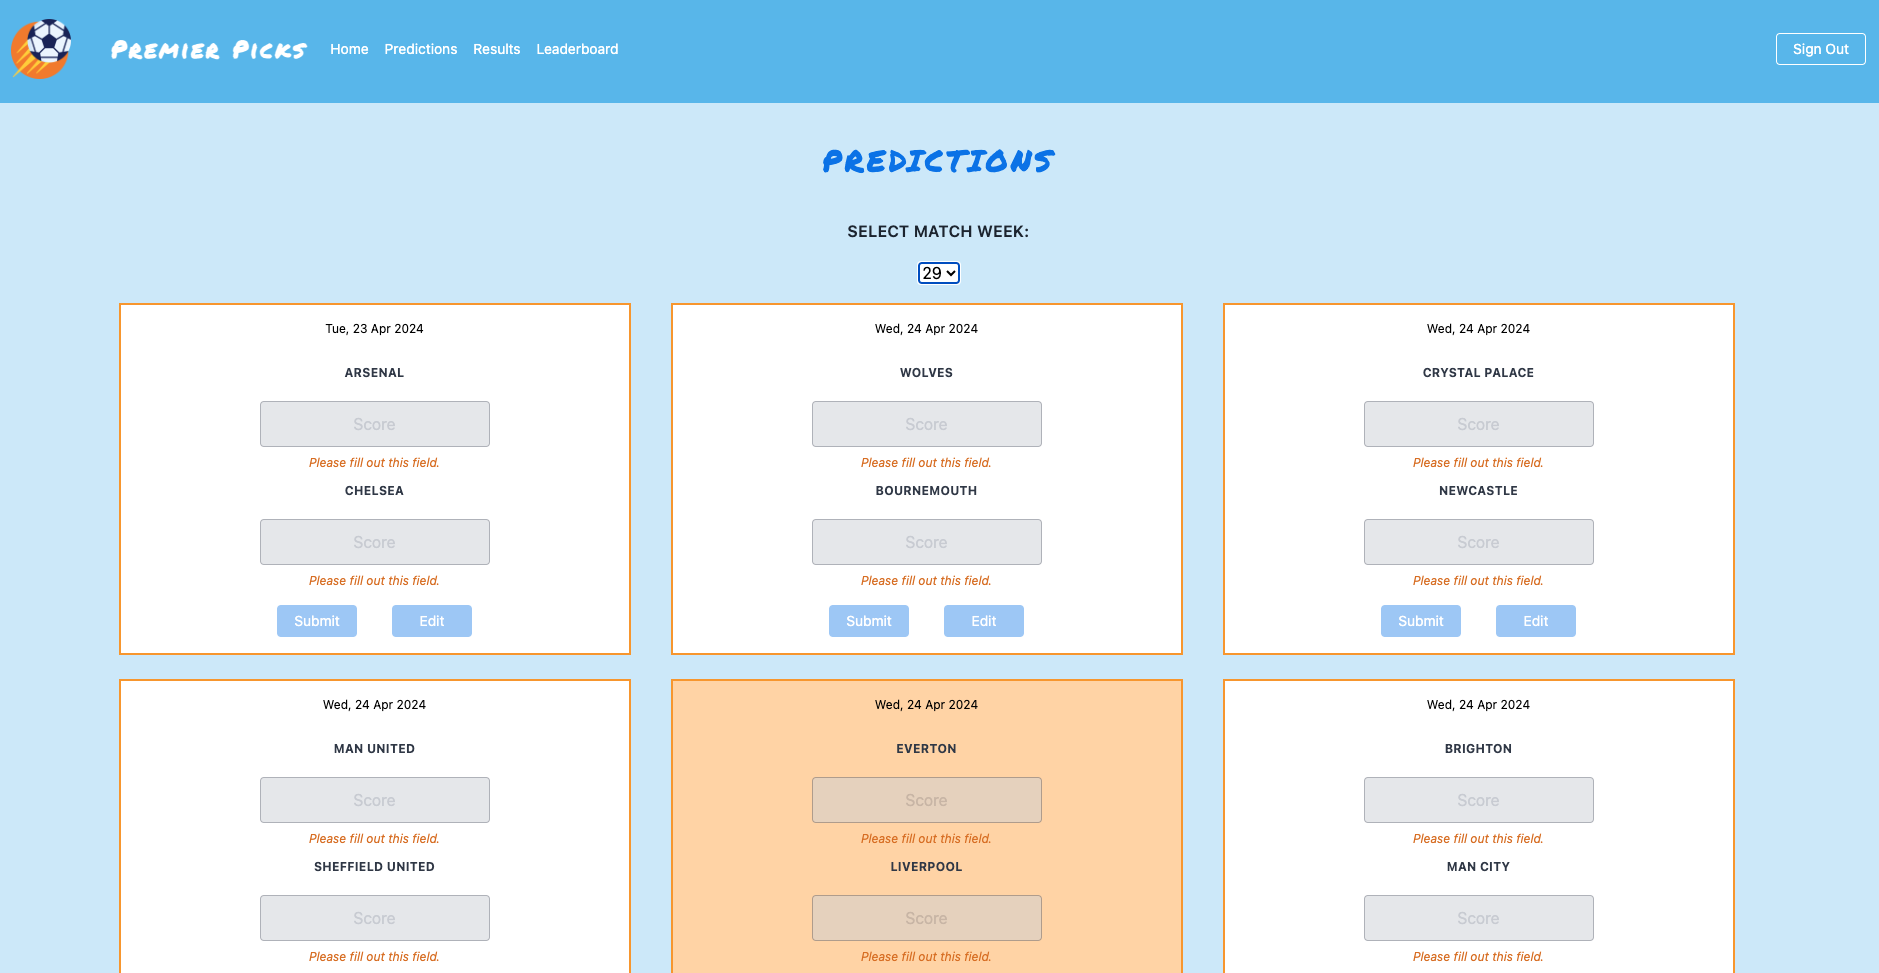 Premier Picks Home Predictions Results Leaderboard Sign Out
PREDICTIONS
SELECT MATCH WEEK:
29
Tue, 23 Apr 2024
ARSENAL
Score
Please fill out this field.
CHELSEA
Score
Please fill out this field.
Submit Edit
Wed, 24 Apr 2024
WOLVES
Score
Please fill out this field.
BOURNEMOUTH
Score
Please fill out this field.
Submit Edit
Wed, 24 Apr 2024
CRYSTAL PALACE
Score
Please fill out this field.
NEWCASTLE
Score
Please fill out this field.
Submit Edit
Wed, 24 Apr 2024
MAN UNITED
Score
Please fill out this field.
SHEFFIELD UNITED
Score
Please fill out this field.
Wed, 24 Apr 2024
EVERTON
Score
Please fill out this field.
LIVERPOOL
Score
Please fill out this field.
Wed, 24 Apr 2024
BRIGHTON
Score
Please fill out this field.
MAN CITY
Score
Please fill out this field.